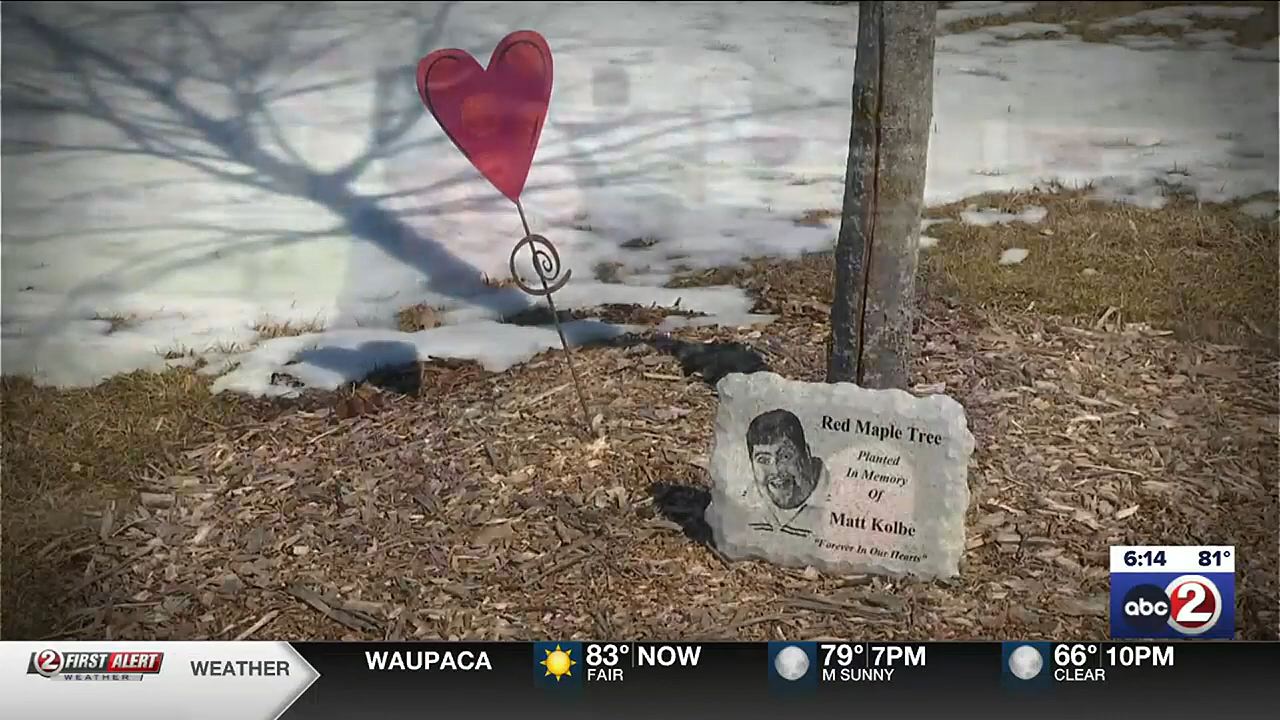 Red Maple Tree
Planted
In Memory
Of
Matt Kolbe
"Forever In Our Hearts"
6:14 81°
abc 2
2 FIRST ALERT
WEATHER
WEATHER
WAUPACA
83° NOW
FAIR
79° 7PM
M SUNNY
66° 10PM
CLEAR